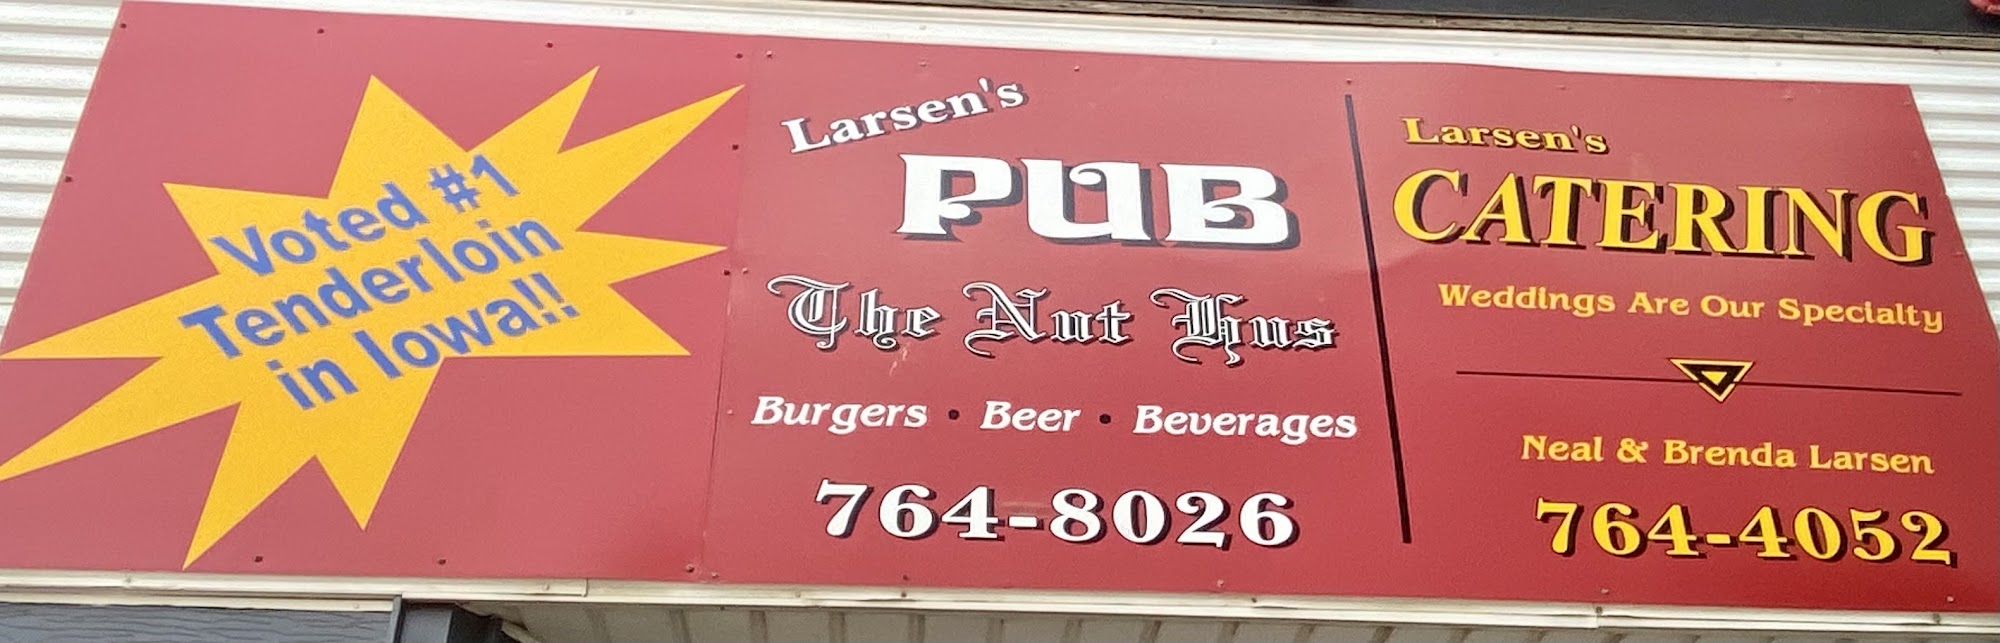 Voted #1
Tenderloin
in Iowa!!
Larsen's
PUB
The Nut Hus
Burgers • Beer • Beverages
764-8026
Larsen's
CATERING
Weddings Are Our Specialty
Neal & Brenda Larsen
764-4052